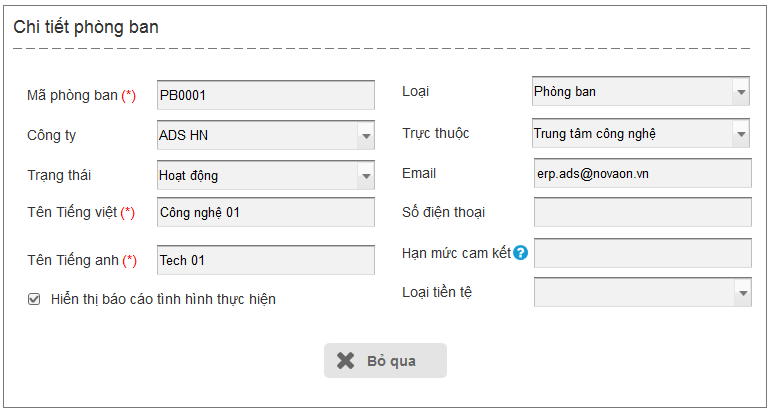 Chi tiết phòng ban
Mã phòng ban (*) PB0001
Loại Phòng ban
Công ty ADS HN
Trực thuộc Trung tâm công nghệ
Trạng thái Hoạt động
Email erp.ads@novaon.vn
Tên Tiếng việt (*) Công nghệ 01
Số điện thoại
Tên Tiếng anh (*) Tech 01
Hạn mức cam kết ?
Hiển thị báo cáo tình hình thực hiện
Loại tiền tệ
Bỏ qua